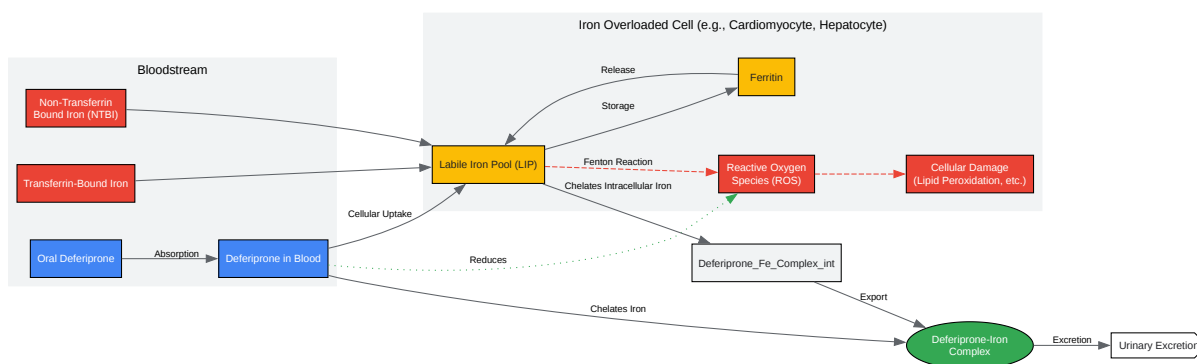 Iron Overloaded Cell (e.g., Cardiomyocyte, Hepatocyte)
Bloodstream
Release
Ferritin
Non-Transferrin
Bound Iron (NTBI)
Storage
Labile Iron Pool (LIP)
Fenton Reaction
Reactive Oxygen
Species (ROS)
Cellular Damage
(Lipid Peroxidation, etc.)
Transferrin-Bound Iron
Chelates Intracellular Iron
Cellular Uptake
Oral Deferiprone
Absorption
Deferiprone in Blood
Reduces
Deferiprone_Fe_Complex_int
Chelates Iron
Export
Deferiprone-Iron
Complex
Excretion
Urinary Excretion